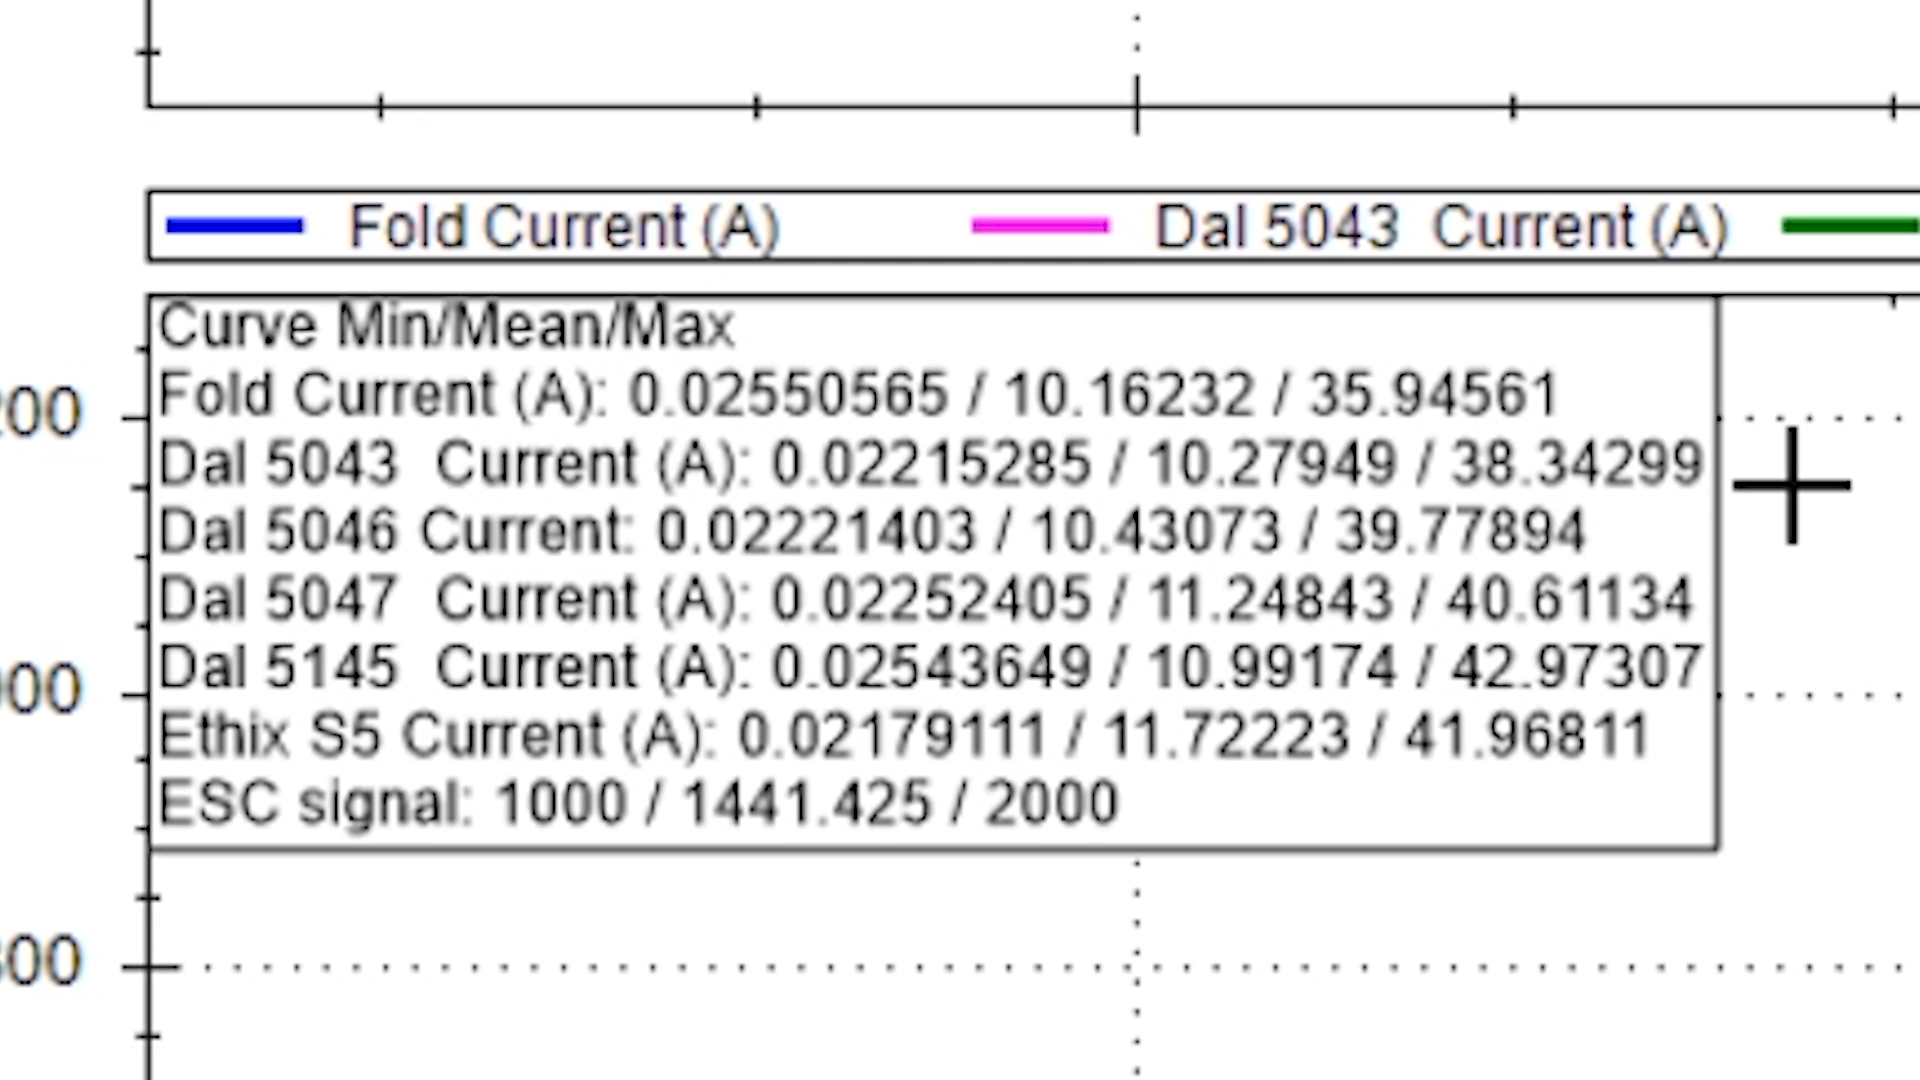 Fold Current (A) Dal 5043  Current (A)
Curve Min/Mean/Max
Fold Current (A): 0.02550565 / 10.16232 / 35.94561
Dal 5043  Current (A): 0.02215285 / 10.27949 / 38.34299
Dal 5046 Current: 0.02221403 / 10.43073 / 39.77894
Dal 5047  Current (A): 0.02252405 / 11.24843 / 40.61134
Dal 5145  Current (A): 0.02543649 / 10.99174 / 42.97307
Ethix S5 Current (A): 0.02179111 / 11.72223 / 41.96811
ESC signal: 1000 / 1441.425 / 2000